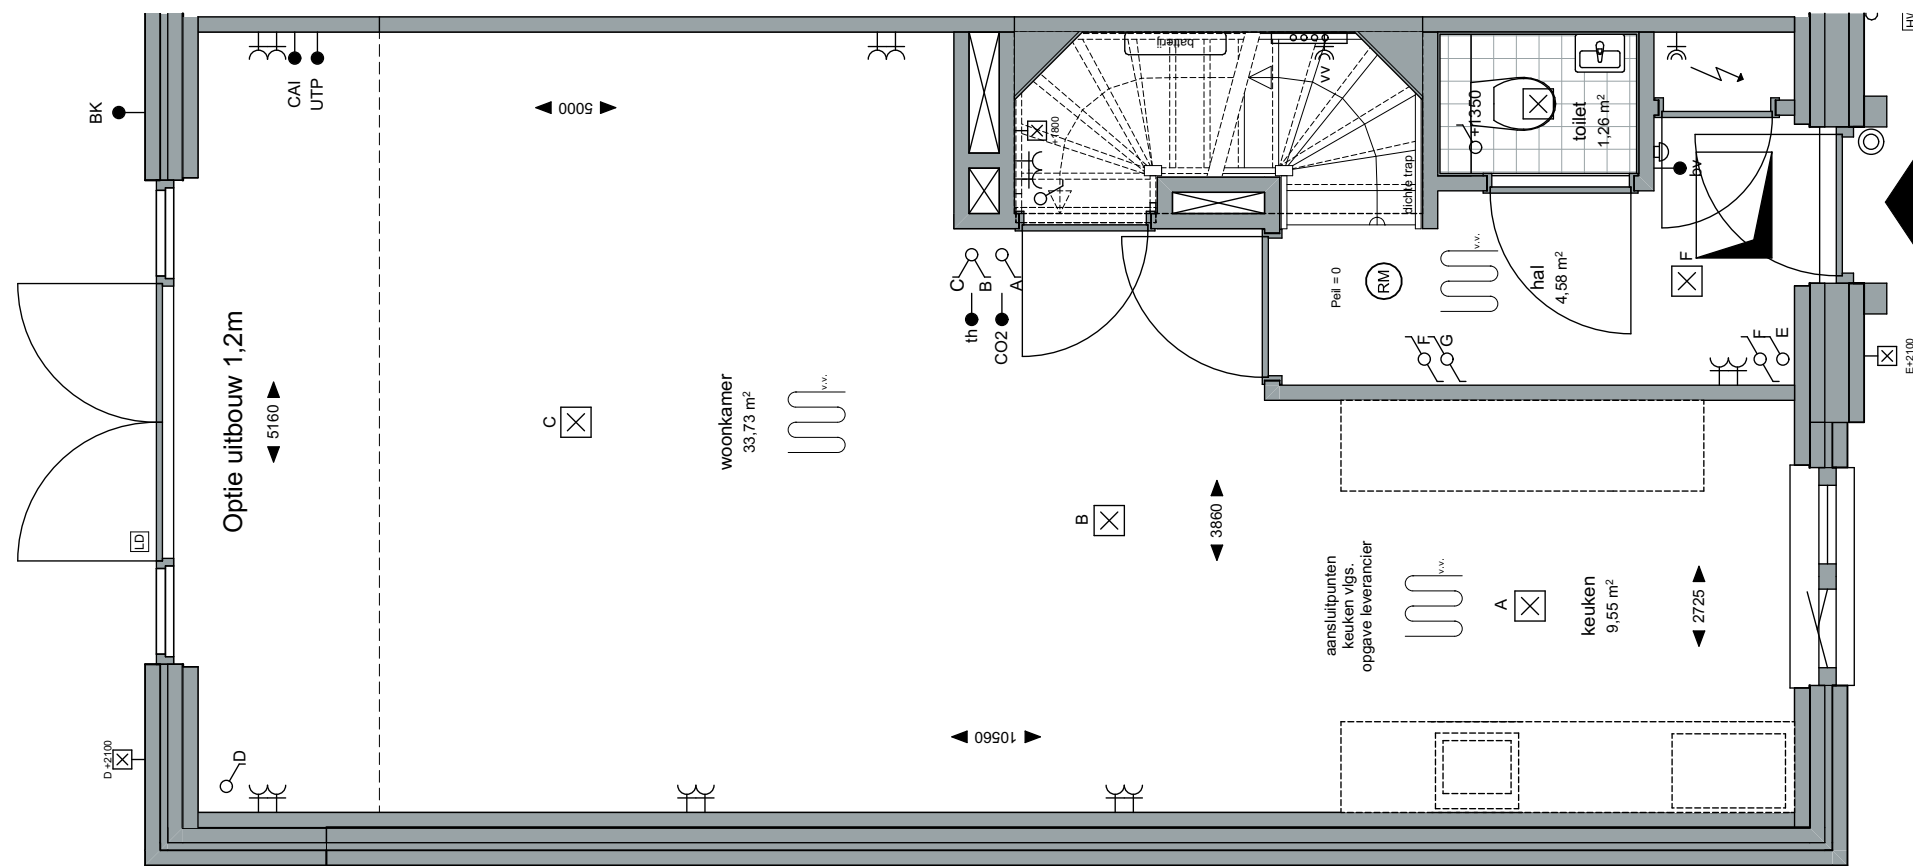 BK
CAI
UTP
5000
batterij
vv
+1800
+1350
toilet
1,26 m²
bv
dichte trap
C
B
A
th
CO2
Peil = 0
RM
v.v.
hal
4,58 m²
F
F
G
F
E
E+2100
Optie uitbouw 1,2m
5160
LD
C
woonkamer
33,73 m²
v.v.
B
3860
aansluitpunten
keuken vlgs.
opgave leverancier
v.v.
A
keuken
9,55 m²
2725
10560
D +2100
D